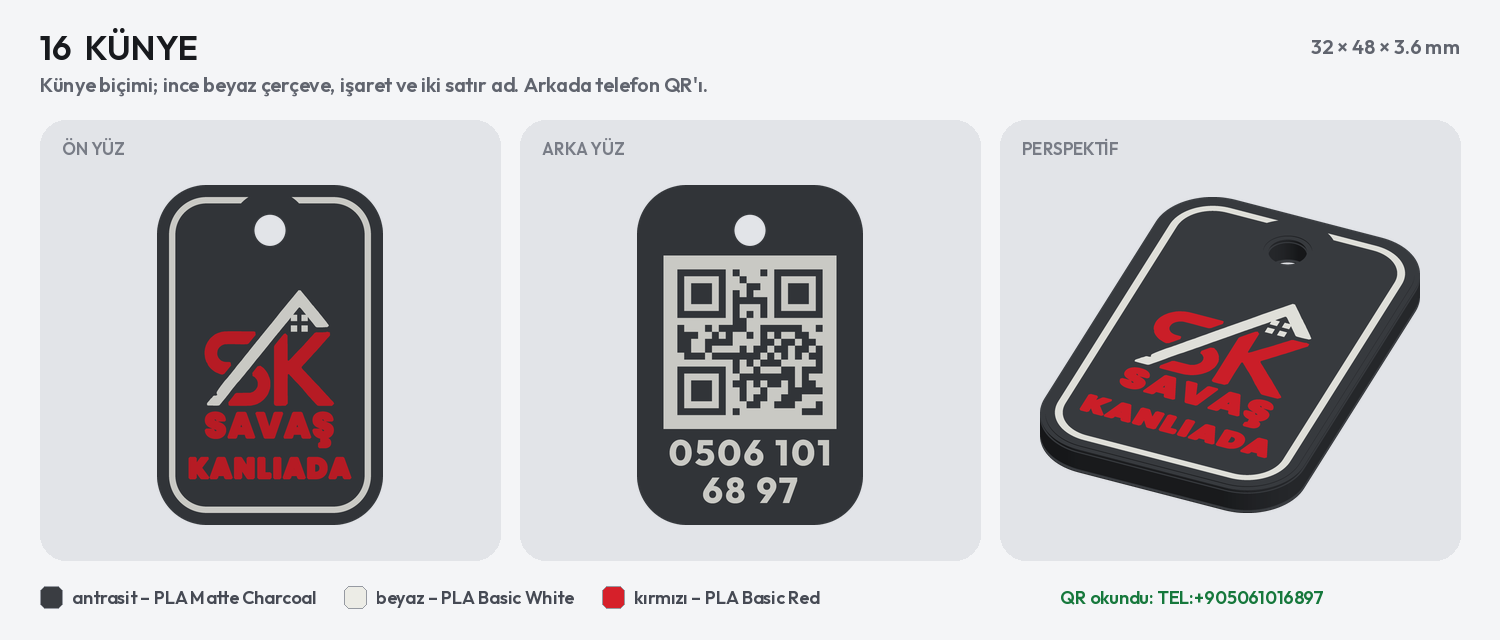 16 KÜNYE
32 × 48 × 3.6 mm
Künye biçimi; ince beyaz çerçeve, işaret ve iki satır ad. Arkada telefon QR'ı.
ÖN YÜZ
SK
SAVAŞ
KANLIADA
ARKA YÜZ
0506 101
68 97
PERSPEKTİF
SK
SAVAŞ
KANLIADA
antrasit – PLA Matte Charcoal
beyaz – PLA Basic White
kırmızı – PLA Basic Red
QR okundu: TEL:+905061016897